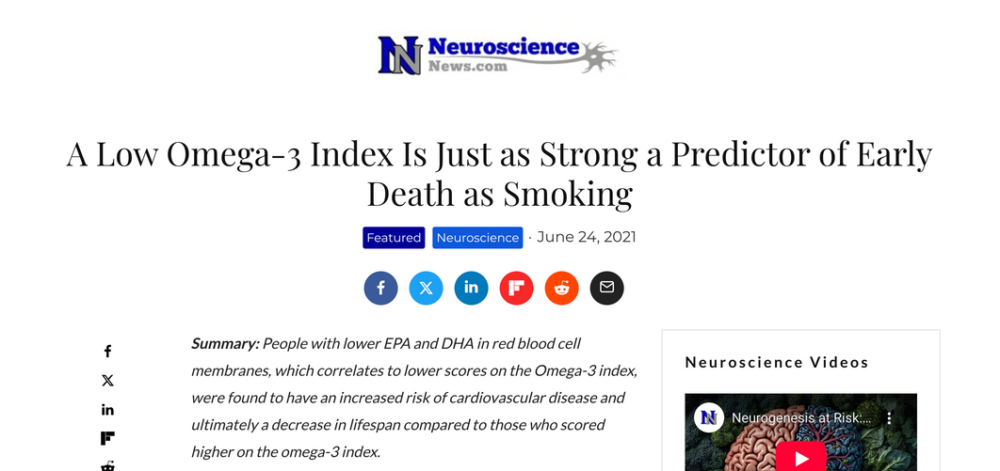 Neuroscience
News.com
A Low Omega-3 Index Is Just as Strong a Predictor of Early
Death as Smoking
Featured Neuroscience · June 24, 2021
Summary: People with lower EPA and DHA in red blood cell
membranes, which correlates to lower scores on the Omega-3 index,
were found to have an increased risk of cardiovascular disease and
ultimately a decrease in lifespan compared to those who scored
higher on the omega-3 index.
Neuroscience Videos
Neurogenesis at Risk:...